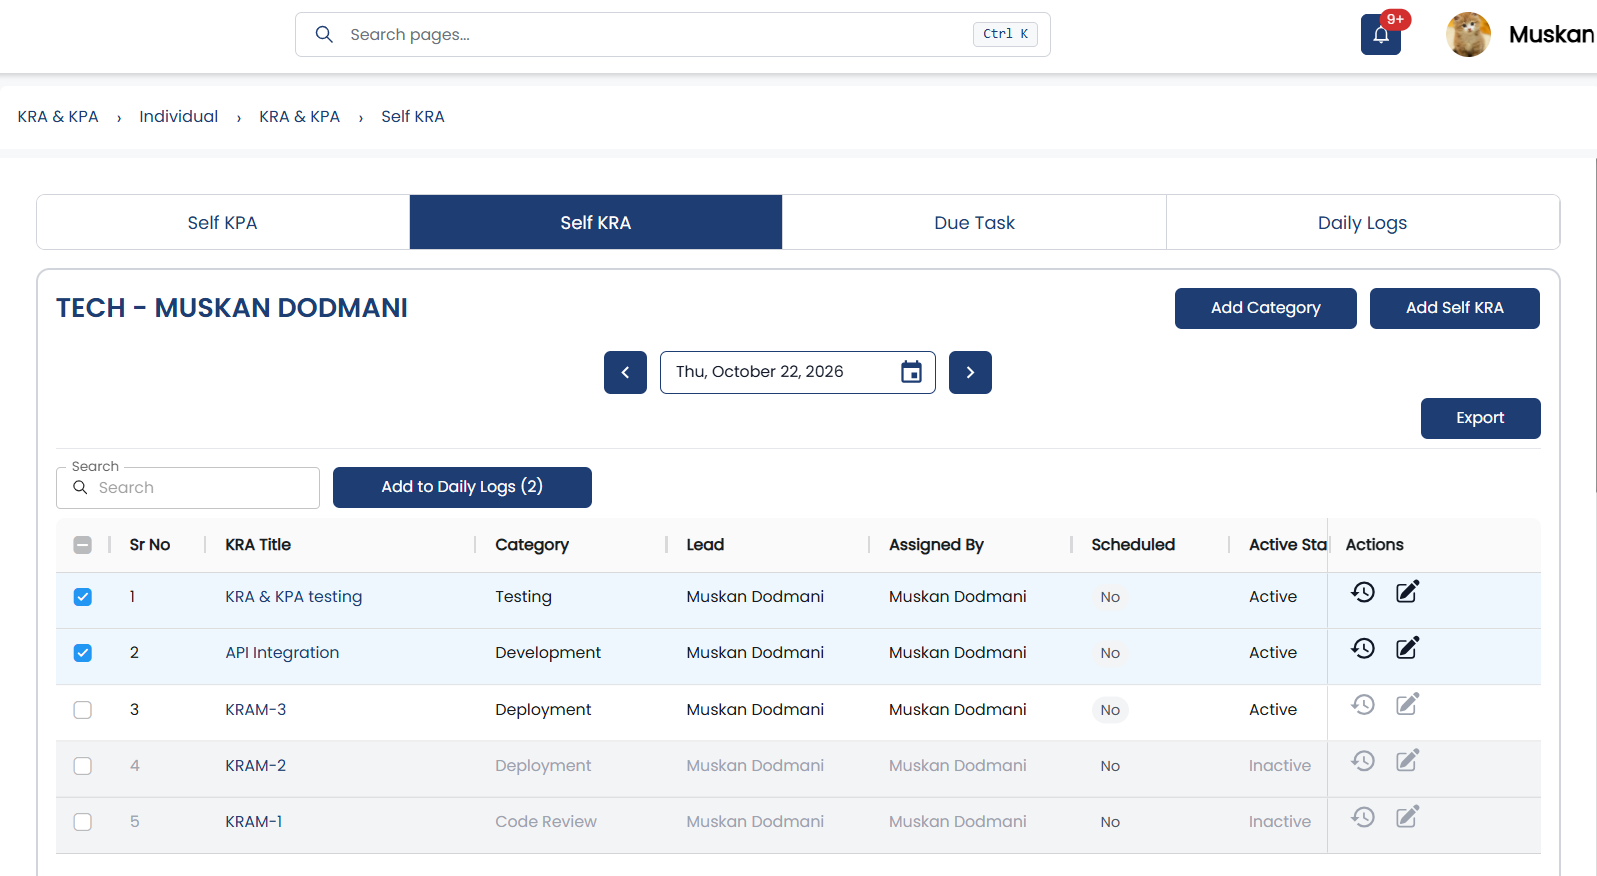 Search pages...
Ctrl K
9+
Muskan
KRA & KPA › Individual › KRA & KPA › Self KRA
Self KPA
Self KRA
Due Task
Daily Logs
TECH - MUSKAN DODMANI
Add Category
Add Self KRA
Thu, October 22, 2026
Export
Search
Search
Add to Daily Logs (2)
Sr No KRA Title Category Lead Assigned By Scheduled Active Sta Actions
1 KRA & KPA testing Testing Muskan Dodmani Muskan Dodmani No Active
2 API Integration Development Muskan Dodmani Muskan Dodmani No Active
3 KRAM-3 Deployment Muskan Dodmani Muskan Dodmani No Active
4 KRAM-2 Deployment Muskan Dodmani Muskan Dodmani No Inactive
5 KRAM-1 Code Review Muskan Dodmani Muskan Dodmani No Inactive